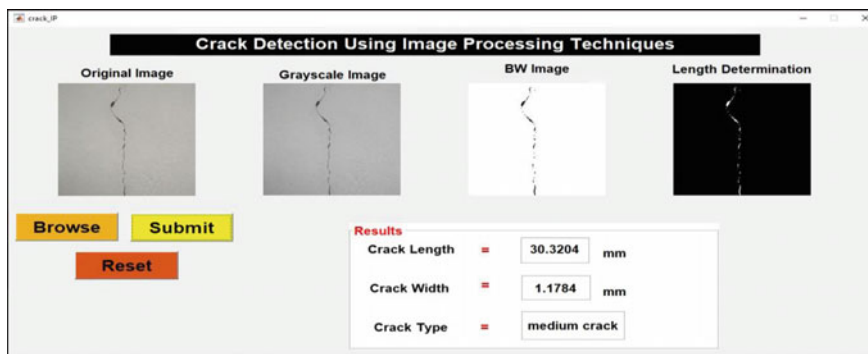 crack_IP
Crack Detection Using Image Processing Techniques
Original Image
Grayscale Image
BW Image
Length Determination
Browse
Submit
Reset
Results
Crack Length = 30.3204 mm
Crack Width = 1.1784 mm
Crack Type = medium crack